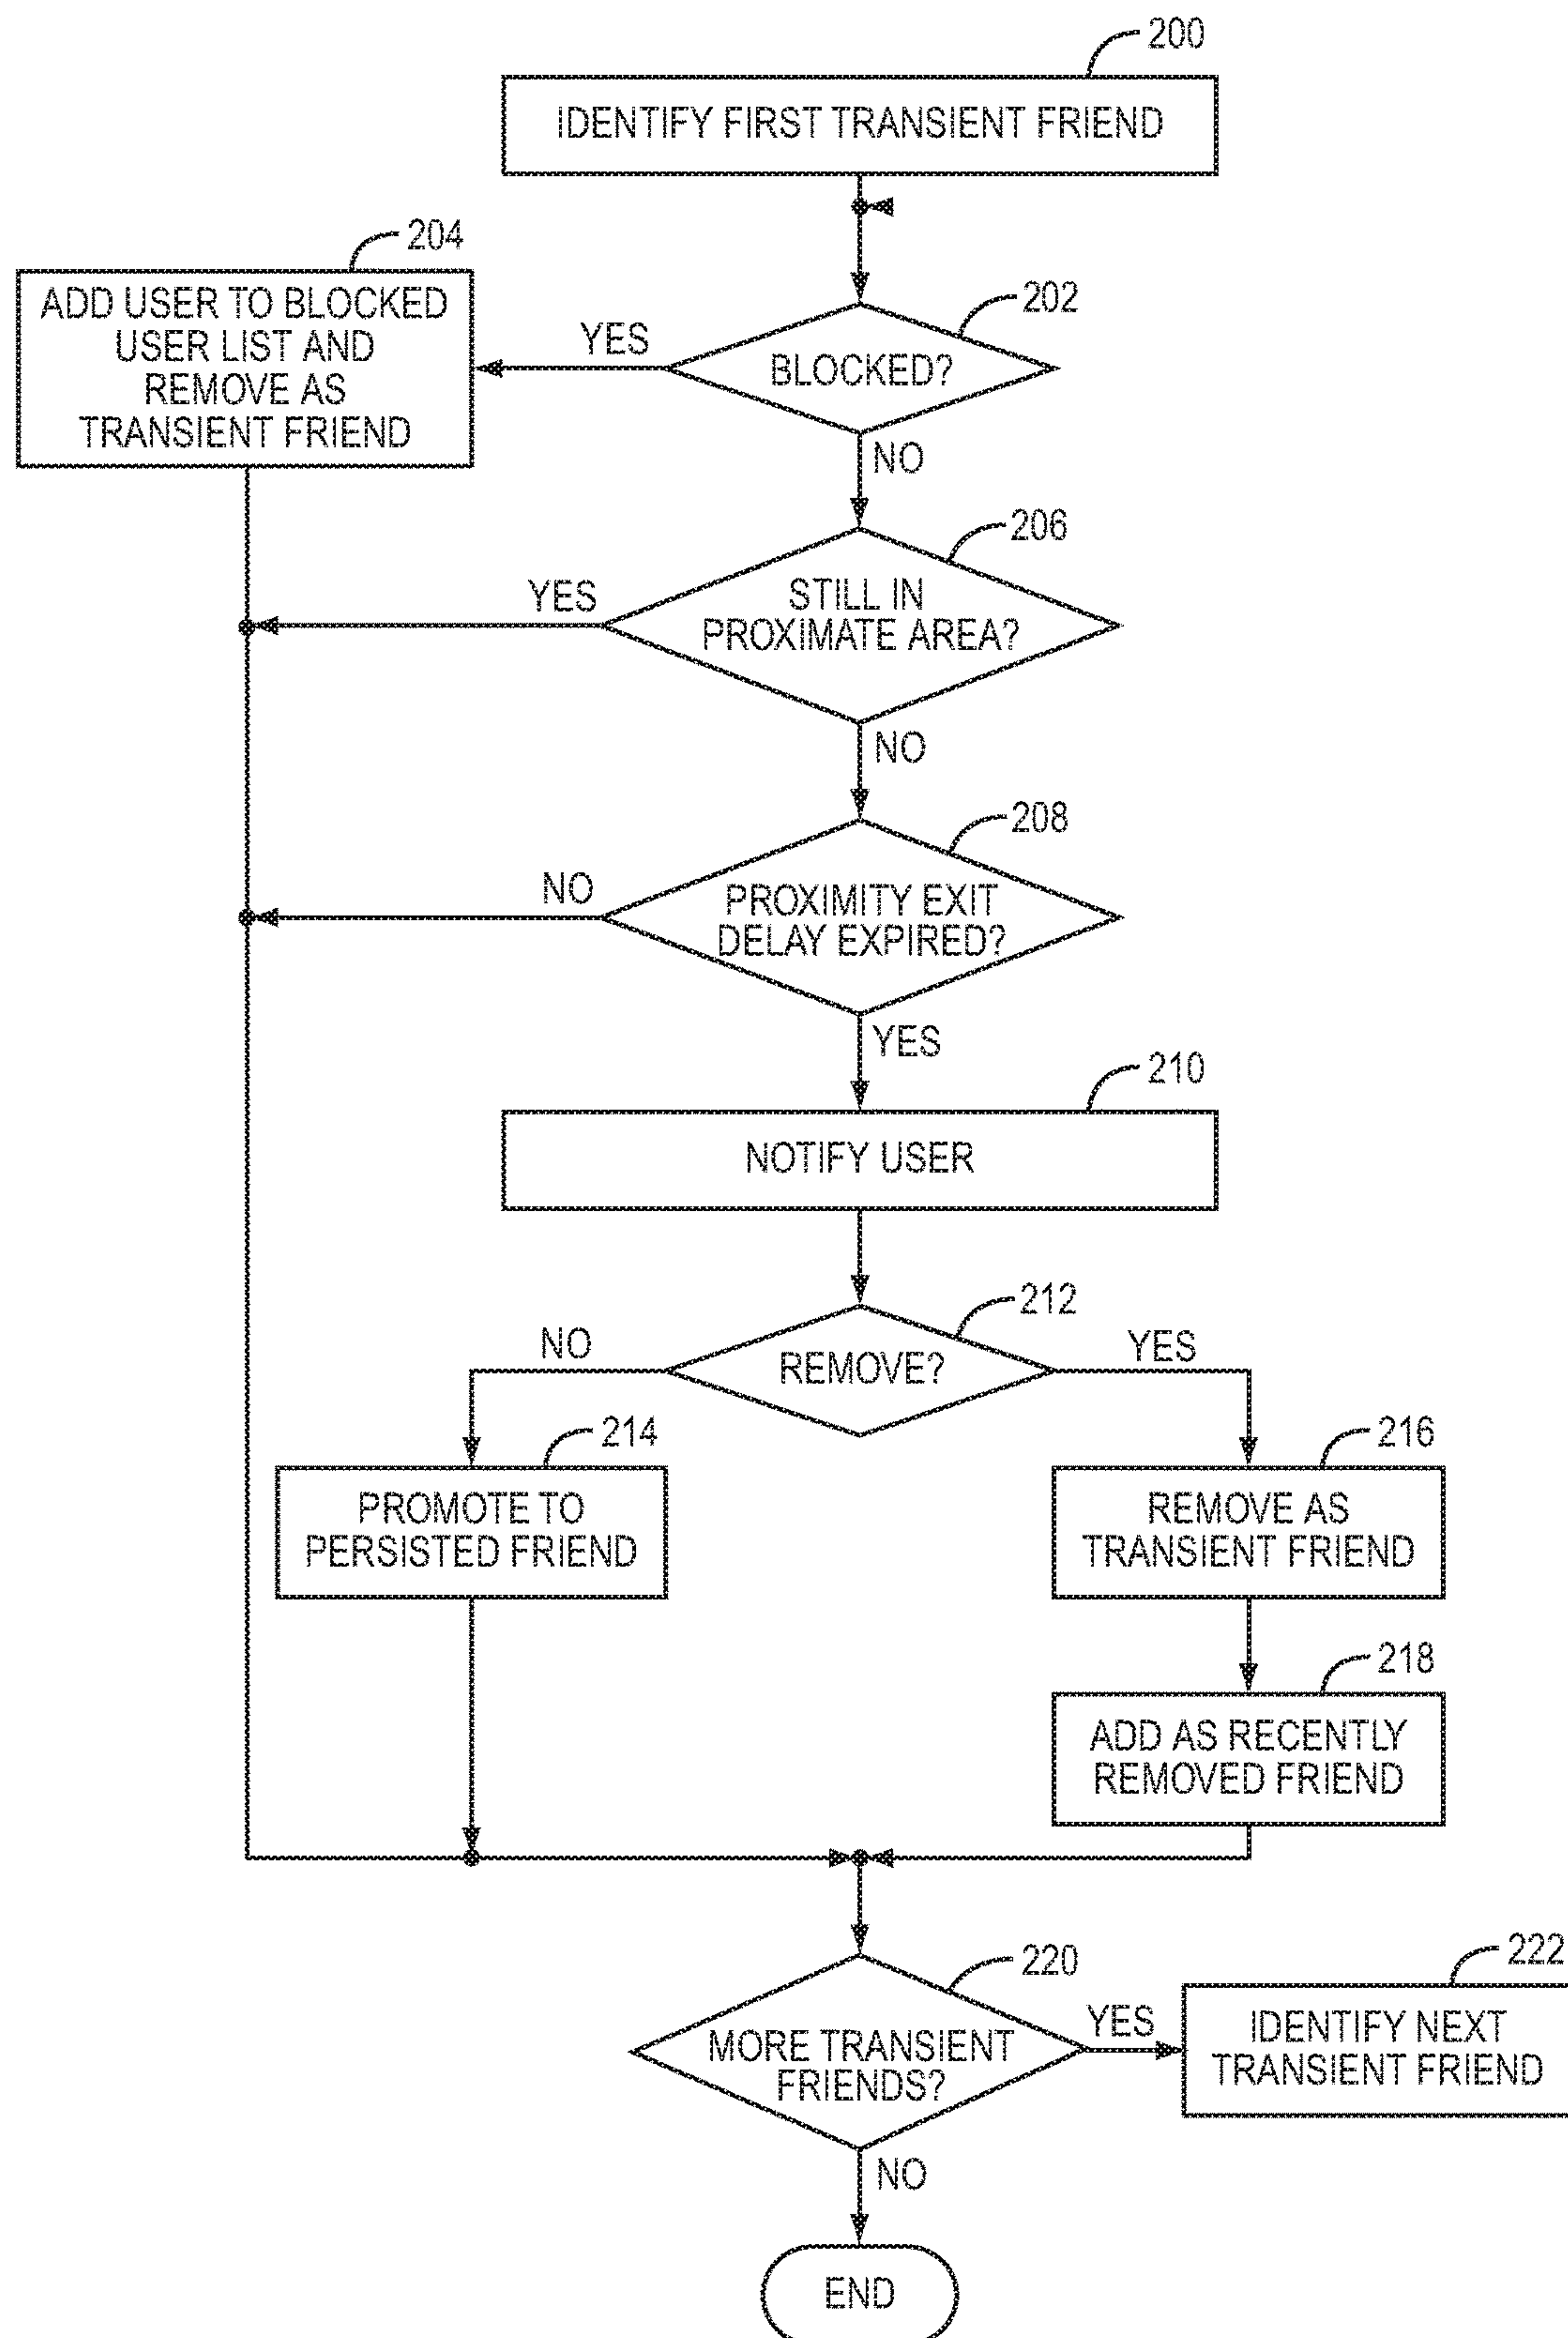 200
IDENTIFY FIRST TRANSIENT FRIEND
204
ADD USER TO BLOCKED
USER LIST AND
REMOVE AS
TRANSIENT FRIEND
YES
202
BLOCKED?
NO
206
YES
STILL IN
PROXIMATE AREA?
NO
208
NO
PROXIMITY EXIT
DELAY EXPIRED?
YES
210
NOTIFY USER
212
NO
REMOVE?
YES
214
PROMOTE TO
PERSISTED FRIEND
216
REMOVE AS
TRANSIENT FRIEND
218
ADD AS RECENTLY
REMOVED FRIEND
220
MORE TRANSIENT
FRIENDS?
YES
222
IDENTIFY NEXT
TRANSIENT FRIEND
NO
END